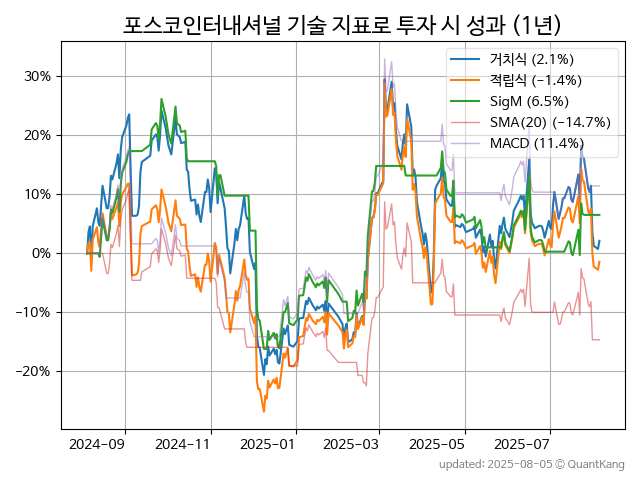 포스코인터내셔널 기술 지표로 투자 시 성과 (1년)
거치식 (2.1%)
적립식 (−1.4%)
SigM (6.5%)
SMA(20) (−14.7%)
MACD (11.4%)
30%
20%
10%
0%
−10%
−20%
2024−09
2024−11
2025−01
2025−03
2025−05
2025−07
updated: 2025−08−05 ⓒ QuantKang